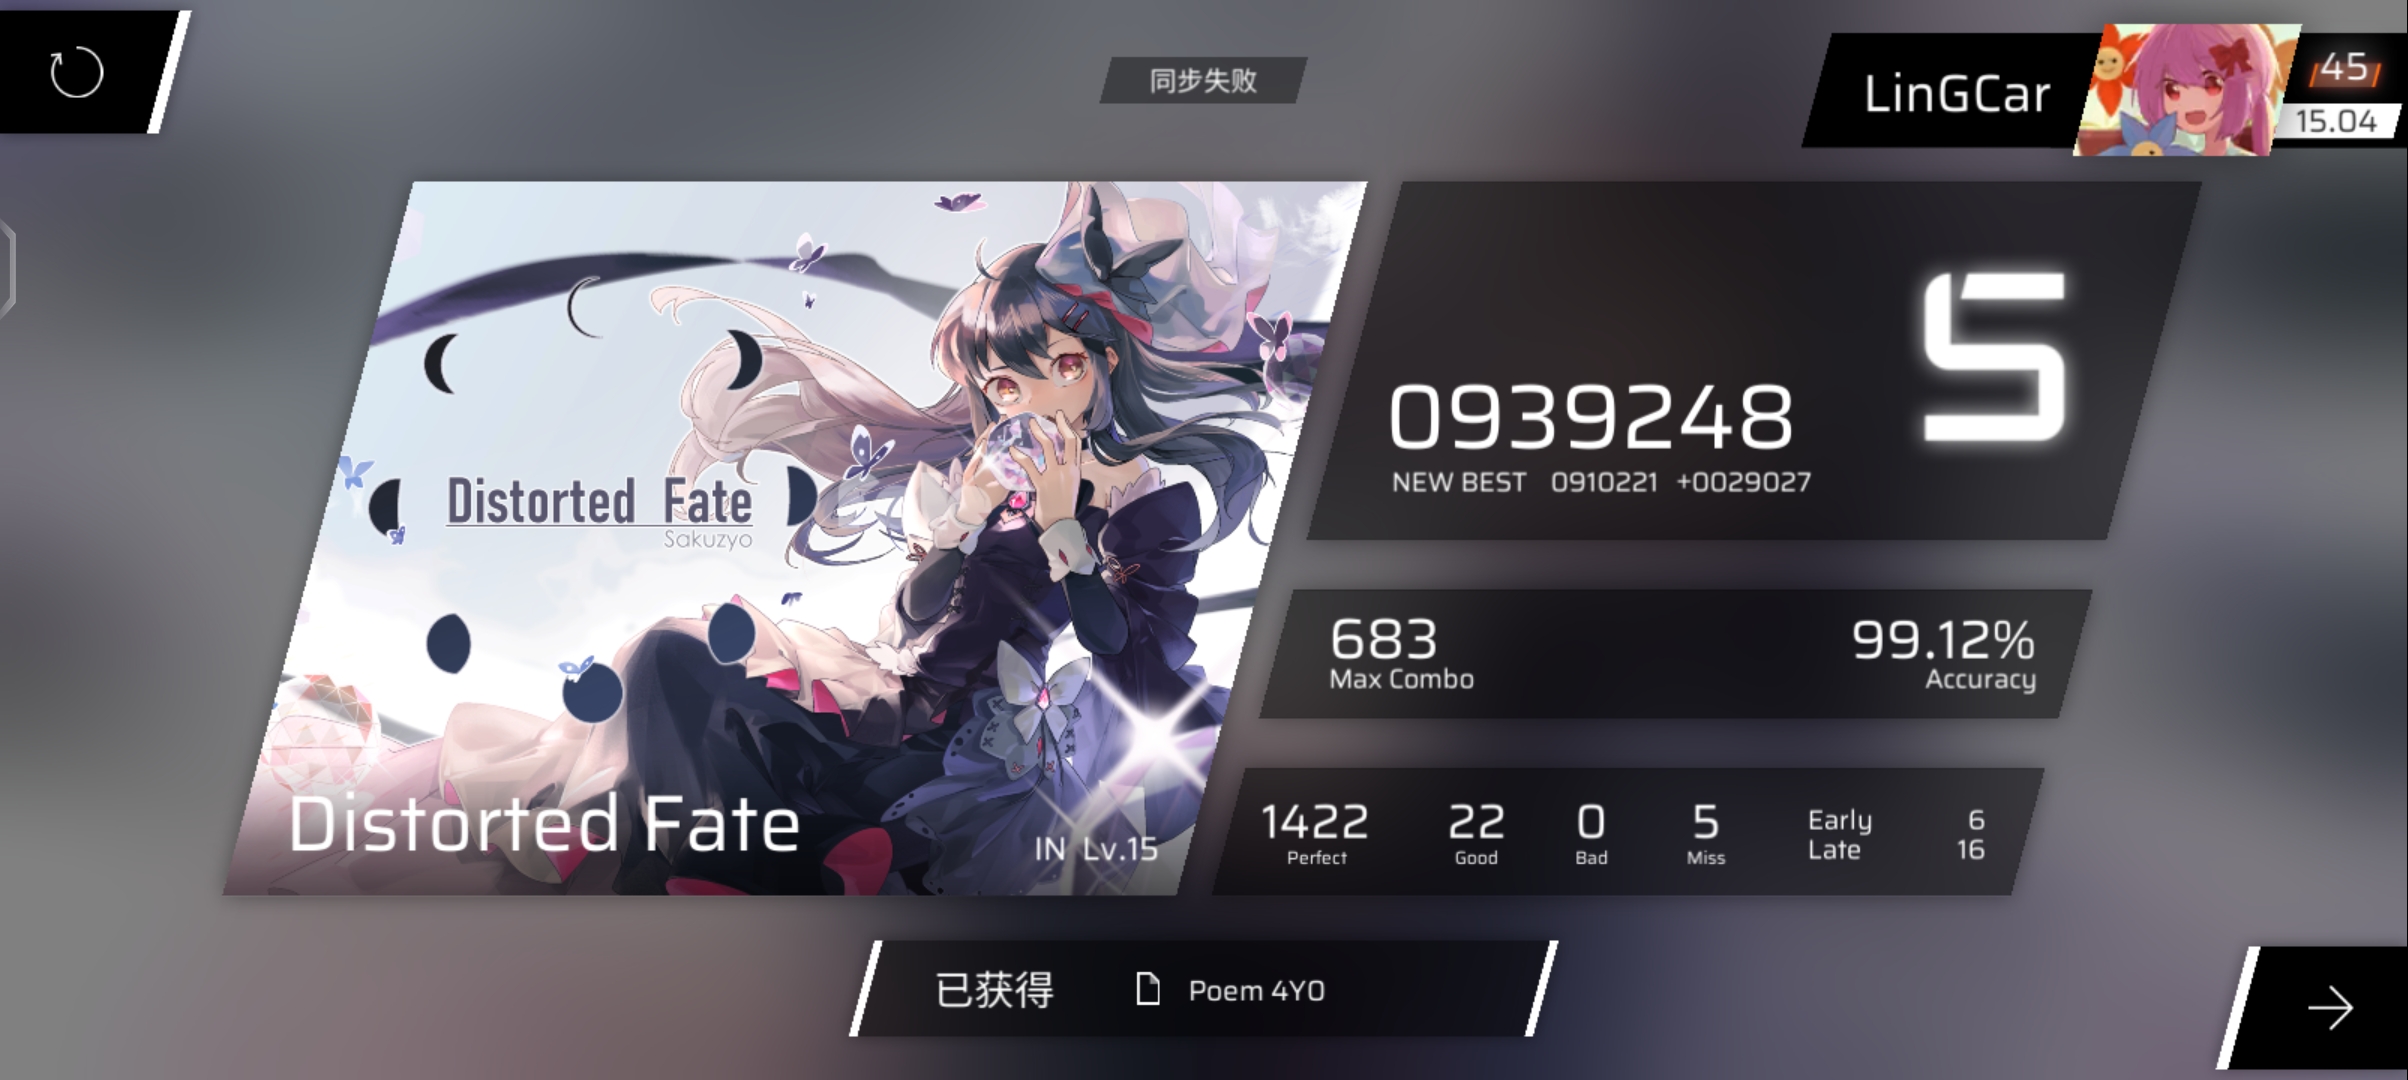 同步失败
LinGCar
45
15.04
Distorted Fate
Sakuzyo
Distorted Fate
IN Lv.15
S
0939248
NEW BEST 0910221 +0029027
683
Max Combo
99.12%
Accuracy
1422 22 0 5
Perfect Good Bad Miss
Early 6
Late 16
已获得 Poem 4Y0